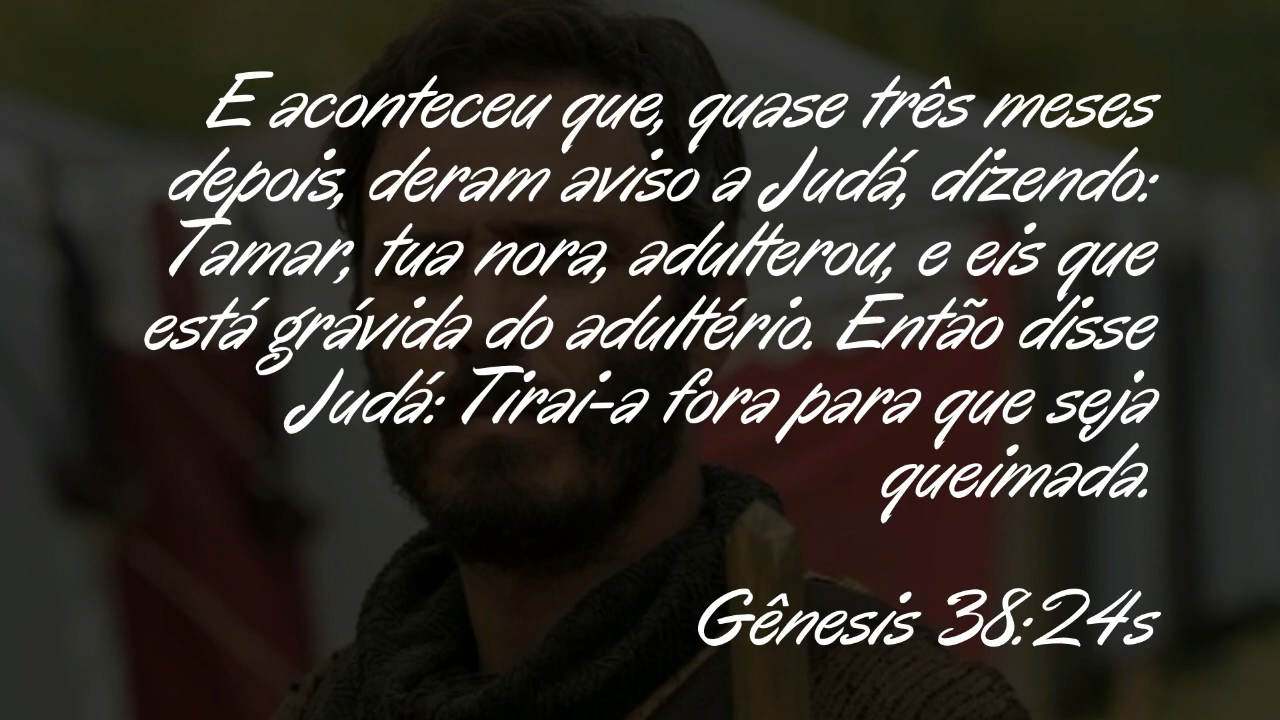 E aconteceu que, quase três meses
depois, deram aviso a Judá, dizendo:
Tamar, tua nora, adulterou, e eis que
está grávida do adultério. Então disse
Judá: Tirai-a fora para que seja
queimada.
Gênesis 38:24s